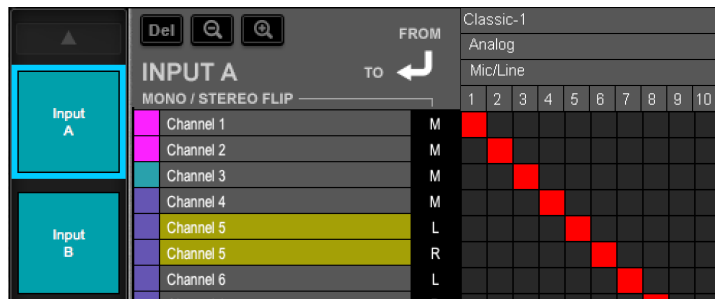 Del
FROM
INPUT A
TO
MONO / STEREO FLIP
Classic-1
Analog
Mic/Line
1 2 3 4 5 6 7 8 9 10
Input
A
Input
B
Channel 1 M
Channel 2 M
Channel 3 M
Channel 4 M
Channel 5 L
Channel 5 R
Channel 6 L